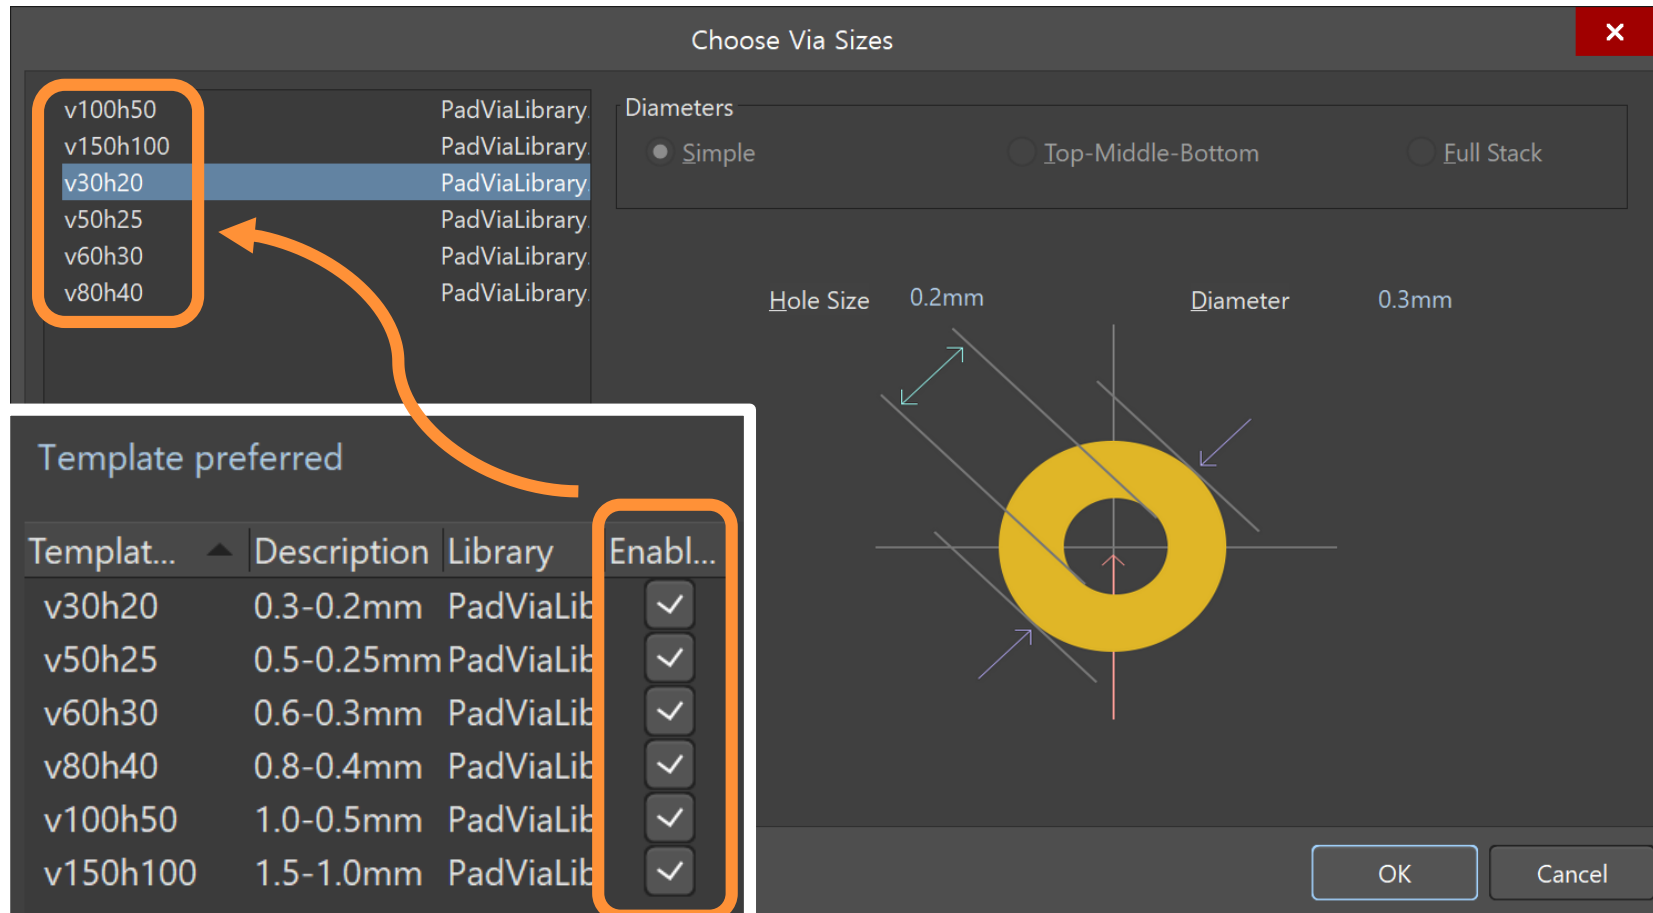 Choose Via Sizes
v100h50 PadViaLibrary.
v150h100 PadViaLibrary.
v30h20 PadViaLibrary.
v50h25 PadViaLibrary.
v60h30 PadViaLibrary.
v80h40 PadViaLibrary.
Diameters
Simple Top-Middle-Bottom Full Stack
Hole Size 0.2mm Diameter 0.3mm
Template preferred
Templat... Description Library Enabl...
v30h20 0.3-0.2mm PadViaLib
v50h25 0.5-0.25mm PadViaLib
v60h30 0.6-0.3mm PadViaLib
v80h40 0.8-0.4mm PadViaLib
v100h50 1.0-0.5mm PadViaLib
v150h100 1.5-1.0mm PadViaLib
OK Cancel